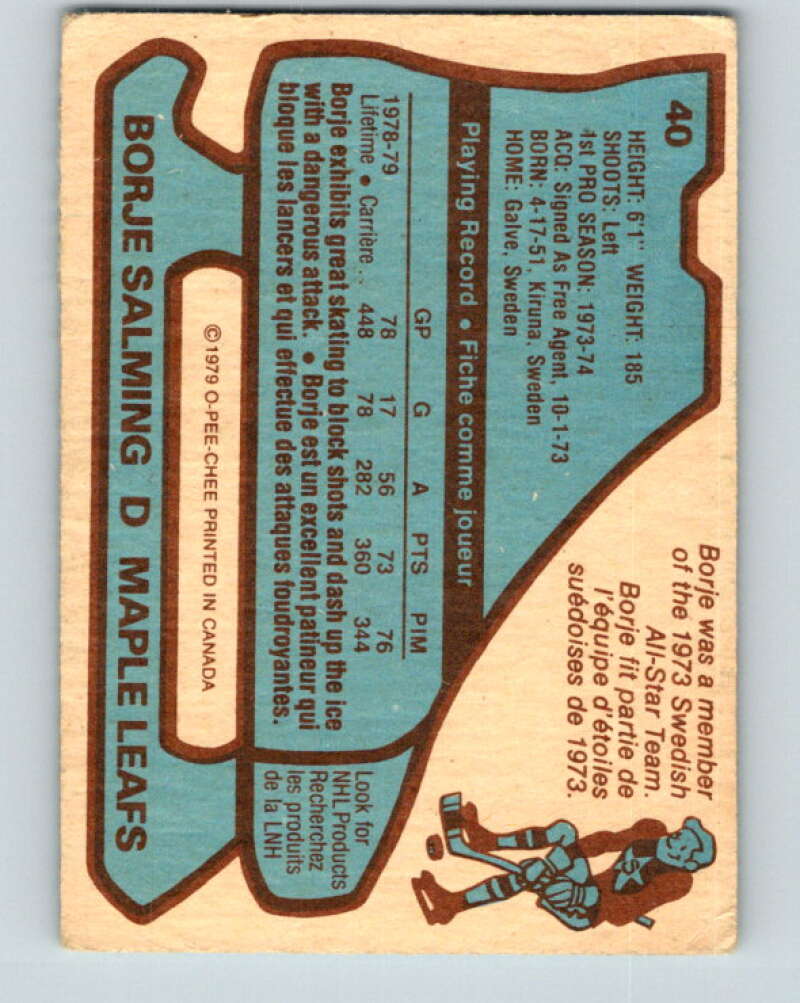 40
HEIGHT: 6'1" WEIGHT: 185
SHOOTS: Left
1st PRO SEASON: 1973-74
ACQ: Signed As Free Agent, 10-1-73
BORN: 4-17-51, Kiruna, Sweden
HOME: Galve, Sweden
Borje was a member
of the 1973 Swedish
All-Star Team.
Borje fit partie de
l'équipe d'étoiles
suédoises de 1973.
Playing Record • Fiche comme joueur
GP G A PTS PIM
1978-79 78 17 56 73 76
Lifetime • Carrière... 448 78 282 360 344
Borje exhibits great skating to block shots and dash up the ice
with a dangerous attack. • Borje est un excellent patineur qui
bloque les lancers et qui effectue des attaques foudroyantes.
Look for
NHL Products
Recherchez
les produits
de la LNH
©1979 O-PEE-CHEE PRINTED IN CANADA
BORJE SALMING D MAPLE LEAFS